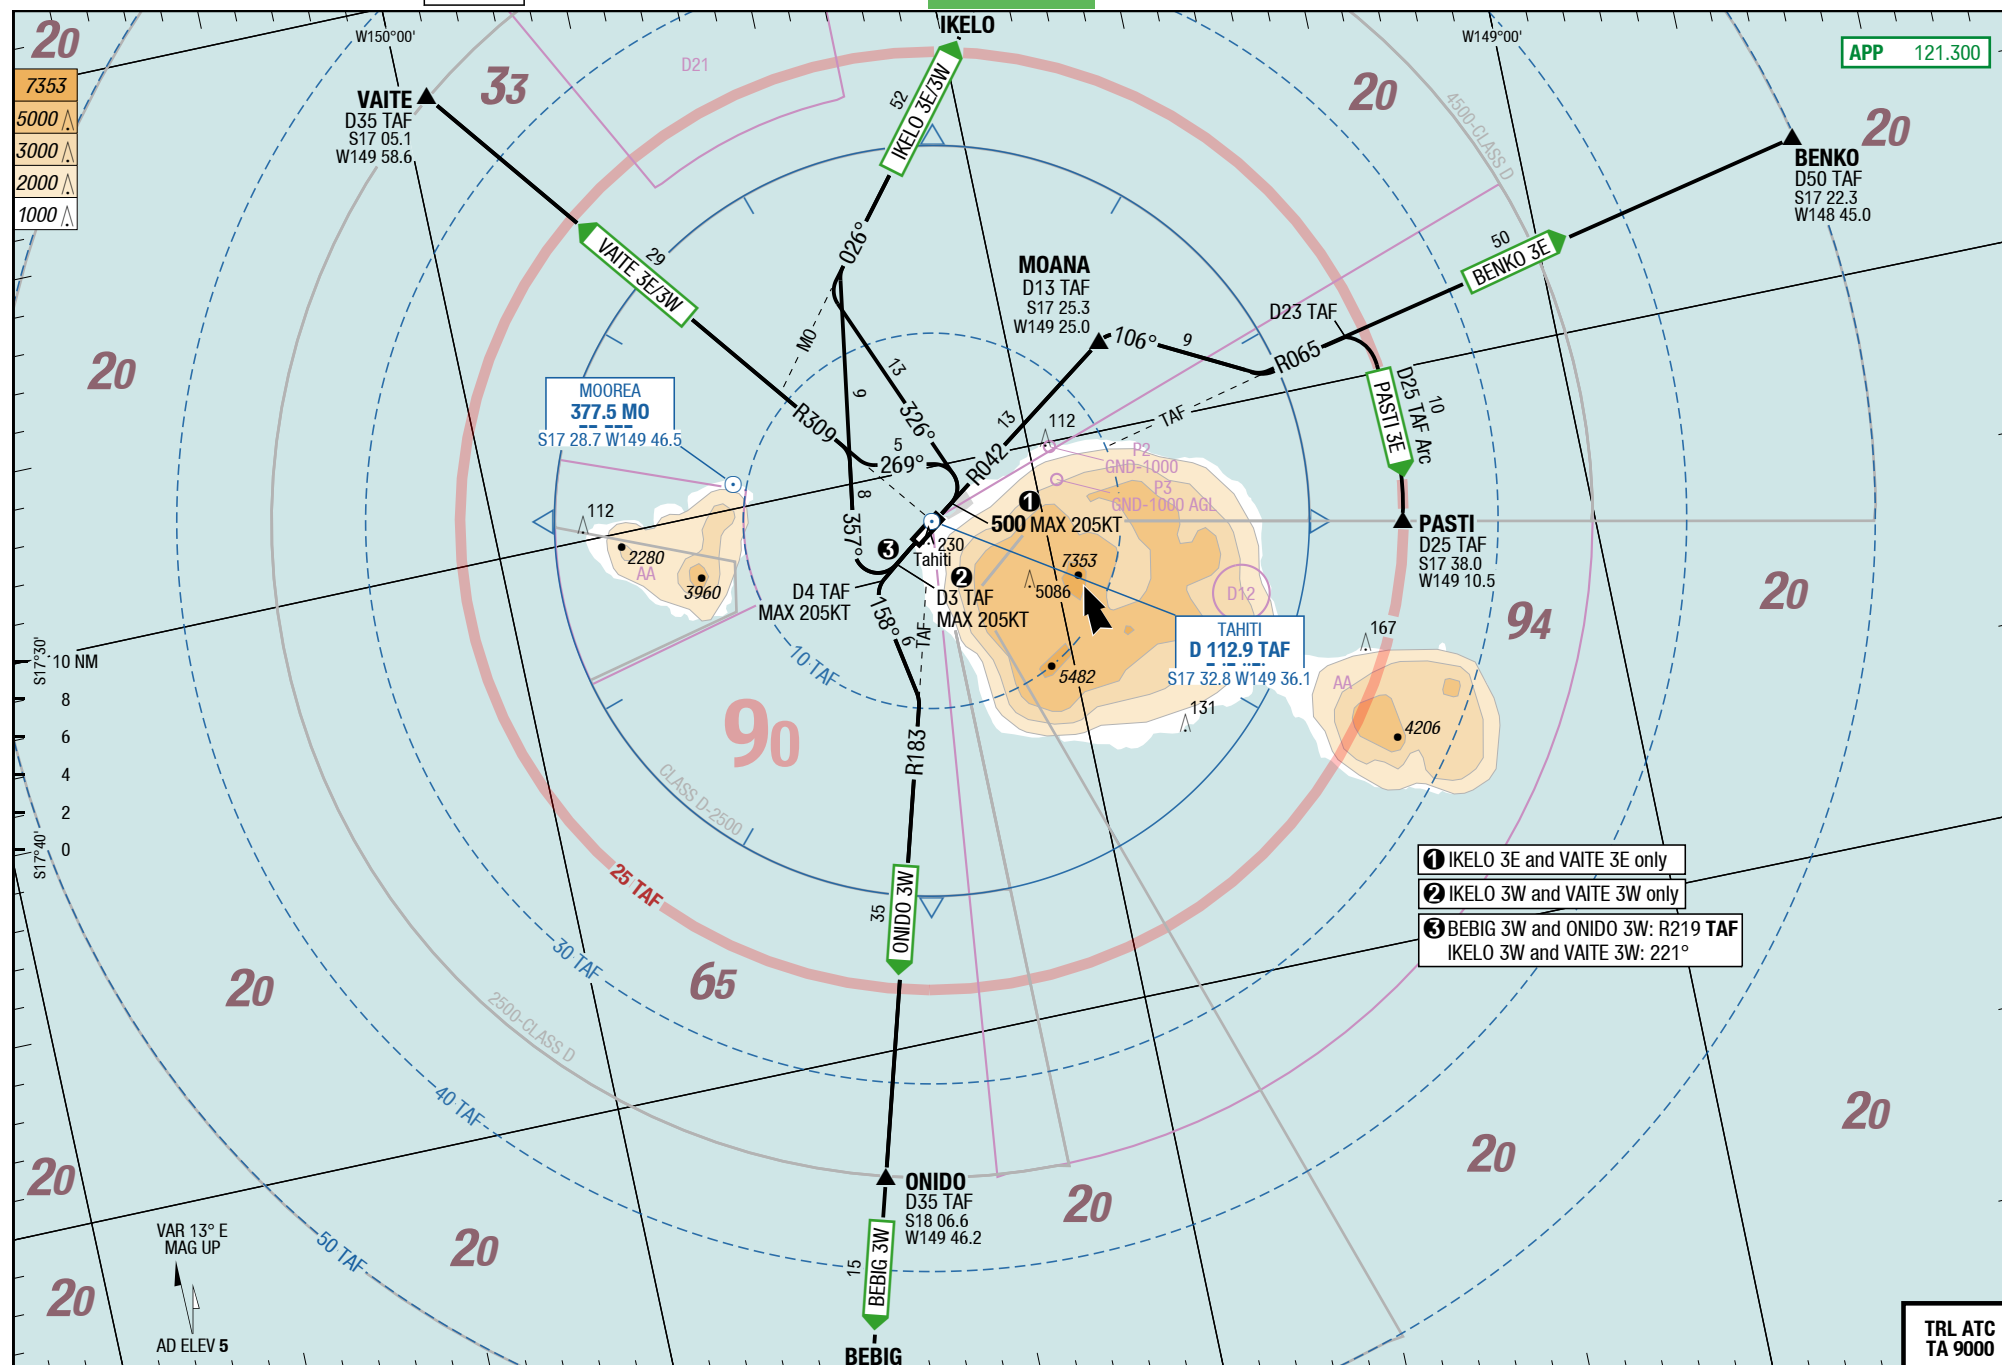 IKELO
W150°00'
W149°00'
APP 121.300
20
33
D21
20
20
7353
5000
3000
2000
1000
VAITE
D35 TAF
S17 05.1
W149 58.6
52
IKELO 3E/3W
4500-CLASS D
BENKO
D50 TAF
S17 22.3
W148 45.0
29
VAITE 3E/3W
026°
50
BENKO 3E
MOANA
D13 TAF
S17 25.3
W149 25.0
D23 TAF
106°
9
R065
MO
20
13
9
326°
13
R042
TAF
PASTI 3E
D25 TAF Arc
10
MOOREA
377.5 MO
S17 28.7 W149 46.5
R309
5
269°
112
P2
GND-1000
P3
GND-1000 AGL
8
357°
1
500 MAX 205KT
112
2280
AA
3960
3
230
Tahiti
7353
5086
2
D3 TAF
MAX 205KT
D4 TAF
MAX 205KT
158°
6
TAF
D12
PASTI
D25 TAF
S17 38.0
W149 10.5
20
94
TAHITI
D 112.9 TAF
S17 32.8 W149 36.1
167
AA
4206
5482
131
10 TAF
S17°30'
10 NM
8
6
4
2
0
S17°40'
90
R183
CLASS D-2500
25 TAF
35
ONIDO 3W
1 IKELO 3E and VAITE 3E only
2 IKELO 3W and VAITE 3W only
3 BEBIG 3W and ONIDO 3W: R219 TAF
IKELO 3W and VAITE 3W: 221°
30 TAF
65
20
2500-CLASS D
40 TAF
20
20
20
ONIDO
D35 TAF
S18 06.6
W149 46.2
20
VAR 13° E
MAG UP
50 TAF
20
15
BEBIG 3W
20
AD ELEV 5
BEBIG
TRL ATC
TA 9000